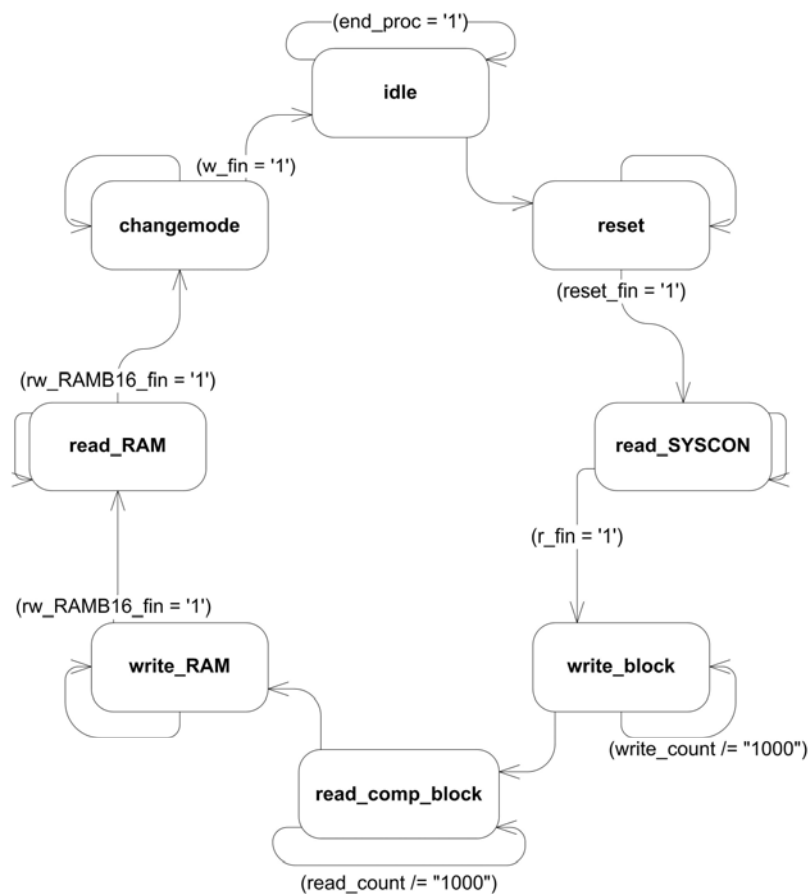 (end_proc = '1')
idle
(w_fin = '1')
changemode
reset
(reset_fin = '1')
(rw_RAMB16_fin = '1')
read_RAM
read_SYSCON
(r_fin = '1')
(rw_RAMB16_fin = '1')
write_RAM
write_block
(write_count /= "1000")
read_comp_block
(read_count /= "1000")